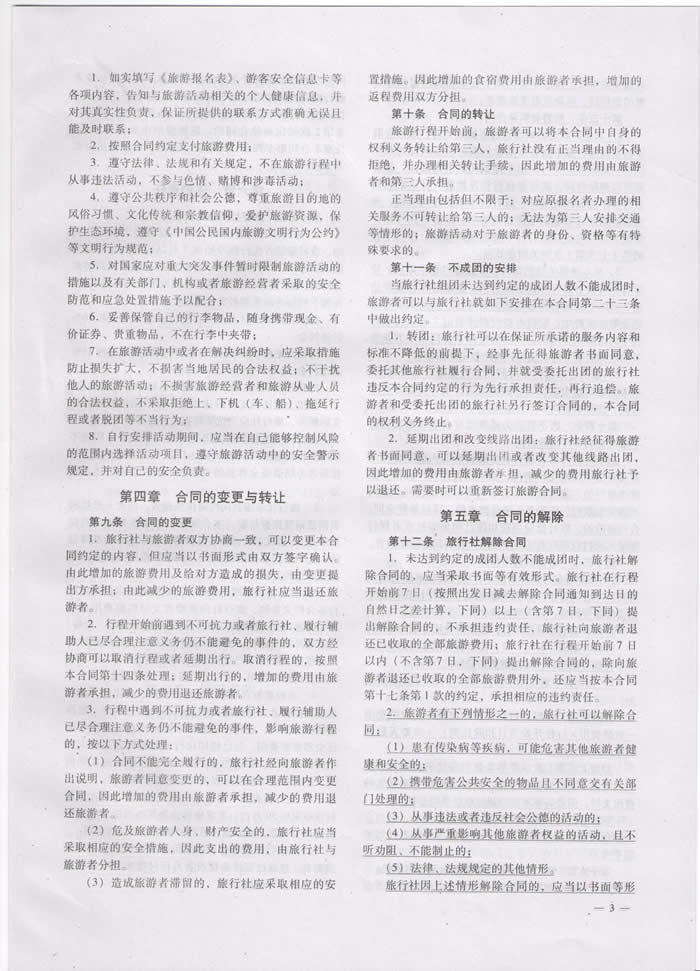 1. 如实填写《旅游报名表》、游客安全信息卡等
各项内容，告知与旅游活动相关的个人健康信息，并
对其真实性负责，保证所提供的联系方式准确无误且
能及时联系；
2. 按照合同约定支付旅游费用；
3. 遵守法律、法规和有关规定，不在旅游行程中
从事违法活动，不参与色情、赌博和涉毒活动；
4. 遵守公共秩序和社会公德，尊重旅游目的地的
风俗习惯、文化传统和宗教信仰，爱护旅游资源，保
护生态环境，遵守《中国公民国内旅游文明行为公约》
等文明行为规范；
5. 对国家应对重大突发事件暂时限制旅游活动的
措施以及有关部门、机构或者旅游经营者采取的安全
防范和应急处置措施予以配合；
6. 妥善保管自己的行李物品，随身携带现金、有
价证券、贵重物品，不在行李中夹带；
7. 在旅游活动中或者在解决纠纷时，应采取措施
防止损失扩大，不损害当地居民的合法权益；不干扰
他人的旅游活动；不损害旅游经营者和旅游从业人员
的合法权益，不采取拒绝上、下机（车、船）、拖延行
程或者脱团等不当行为；
8. 自行安排活动期间，应当在自己能够控制风险
的范围内选择活动项目，遵守旅游活动中的安全警示
规定，并对自己的安全负责。
第四章 合同的变更与转让
第九条 合同的变更
1. 旅行社与旅游者双方协商一致，可以变更本合
同约定的内容，但应当以书面形式由双方签字确认。
由此增加的旅游费用及给对方造成的损失，由变更提
出方承担；由此减少的旅游费用，旅行社应当退还旅
游者。
2. 行程开始前遇到不可抗力或者旅行社、履行辅
助人已尽合理注意义务仍不能避免的事件的，双方经
协商可以取消行程或者延期出行。取消行程的，按照
本合同第十四条处理；延期出行的，增加的费用由旅
游者承担，减少的费用退还旅游者。
3. 行程中遇到不可抗力或者旅行社、履行辅助人
已尽合理注意义务仍不能避免的事件，影响旅游行程
的，按以下方式处理：
（1）合同不能完全履行的，旅行社经向旅游者作
出说明，旅游者同意变更的，可以在合理范围内变更
合同，因此增加的费用由旅游者承担，减少的费用退
还旅游者。
（2）危及旅游者人身、财产安全的，旅行社应当
采取相应的安全措施，因此支出的费用，由旅行社与
旅游者分担。
（3）造成旅游者滞留的，旅行社应采取相应的安
置措施。因此增加的食宿费用由旅游者承担，增加的
返程费用双方分担。
第十条 合同的转让
旅游行程开始前，旅游者可以将本合同中自身的
权利义务转让给第三人，旅行社没有正当理由的不得
拒绝，并办理相关转让手续，因此增加的费用由旅游
者和第三人承担。
正当理由包括但不限于：对应原报名者办理的相
关服务不可转让给第三人的；无法为第三人安排交通
等情形的；旅游活动对于旅游者的身份、资格等有特
殊要求的。
第十一条 不成团的安排
当旅行社组团未达到约定的成团人数不能成团时，
旅游者可以与旅行社就如下安排在本合同第二十三条
中做出约定。
1. 转团：旅行社可以在保证所承诺的服务内容和
标准不降低的前提下，经事先征得旅游者书面同意，
委托其他旅行社履行合同，并就受委托出团的旅行社
违反本合同约定的行为先行承担责任，再行追偿。旅
游者和受委托出团的旅行社另行签订合同的，本合同
的权利义务终止。
2. 延期出团和改变线路出团：旅行社经征得旅游
者书面同意，可以延期出团或者改变其他线路出团，
因此增加的费用由旅游者承担，减少的费用旅行社予
以退还。需要时可以重新签订旅游合同。
第五章 合同的解除
第十二条 旅行社解除合同
1. 未达到约定的成团人数不能成团时，旅行社解
除合同的，应当采取书面等有效形式。旅行社在行程
开始前7日（按照出发日减去解除合同通知到达日的
自然日之差计算，下同）以上（含第7日，下同）提
出解除合同的，不承担违约责任，旅行社向旅游者退
还已收取的全部旅游费用；旅行社在行程开始前7日
以内（不含第7日，下同）提出解除合同的，除向旅
游者退还已收取的全部旅游费用外，还应当按本合同
第十七条第1款的约定，承担相应的违约责任。
2. 旅游者有下列情形之一的，旅行社可以解除合
同：
（1）患有传染病等疾病，可能危害其他旅游者健
康和安全的；
（2）携带危害公共安全的物品且不同意交有关部
门处理的；
（3）从事违法或者违反社会公德的活动的；
（4）从事严重影响其他旅游者权益的活动，且不
听劝阻、不能制止的；
（5）法律、法规规定的其他情形。
旅行社因上述情形解除合同的，应当以书面等形
— 3 —